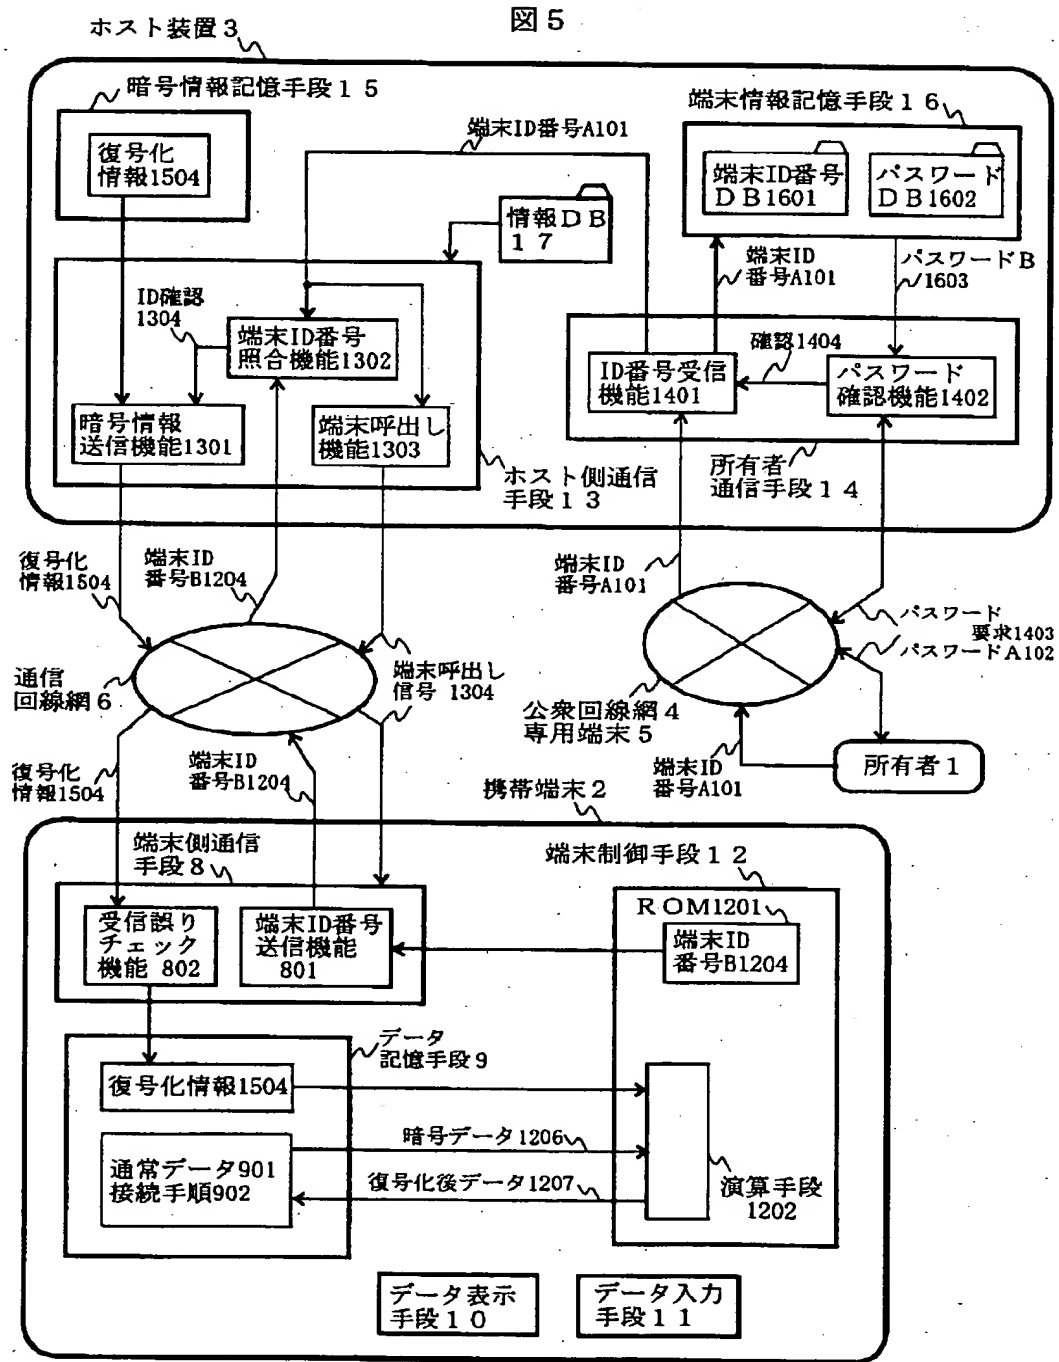 図５
ホスト装置３
暗号情報記憶手段１５
復号化
情報1504
端末ID番号A101
情報ＤＢ
１７
端末情報記憶手段１６
端末ID番号
ＤＢ1601
パスワード
ＤＢ1602
端末ID
番号A101
パスワードＢ
1603
ID確認
1304
端末ID番号
照合機能1302
暗号情報
送信機能1301
端末呼出し
機能1303
ホスト側通信
手段１３
確認1404
ID番号受信
機能1401
パスワード
確認機能1402
所有者
通信手段１４
復号化
情報1504
端末ID
番号B1204
端末ID
番号A101
パスワード
要求1403
パスワードＡ102
通信
回線網６
端末呼出し
信号 1304
公衆回線網４
専用端末５
所有者１
端末ID
番号A101
復号化
情報1504
端末ID
番号B1204
携帯端末２
端末側通信
手段８
受信誤り
チェック
機能 802
端末ID番号
送信機能
801
端末制御手段１２
ＲＯＭ1201
端末ID
番号B1204
データ
記憶手段９
復号化情報1504
通常データ901
接続手順902
暗号データ1206
復号化後データ1207
演算手段
1202
データ表示
手段１０
データ入力
手段１１